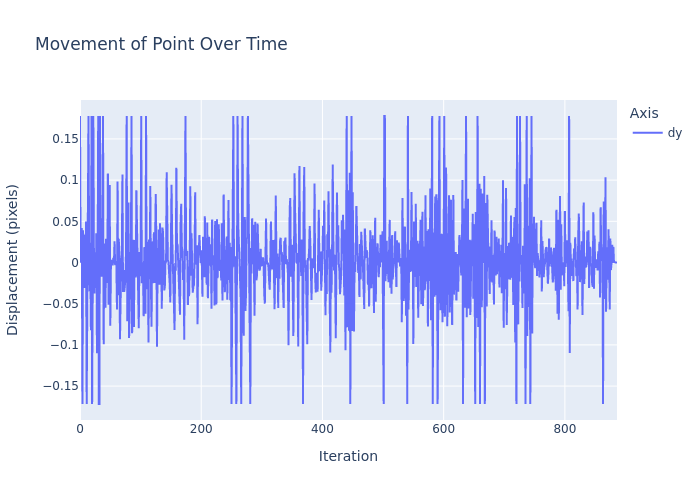 Movement of Point Over Time
Axis
dy
Displacement (pixels)
0.15
0.1
0.05
0
−0.05
−0.1
−0.15
0
200
400
600
800
Iteration